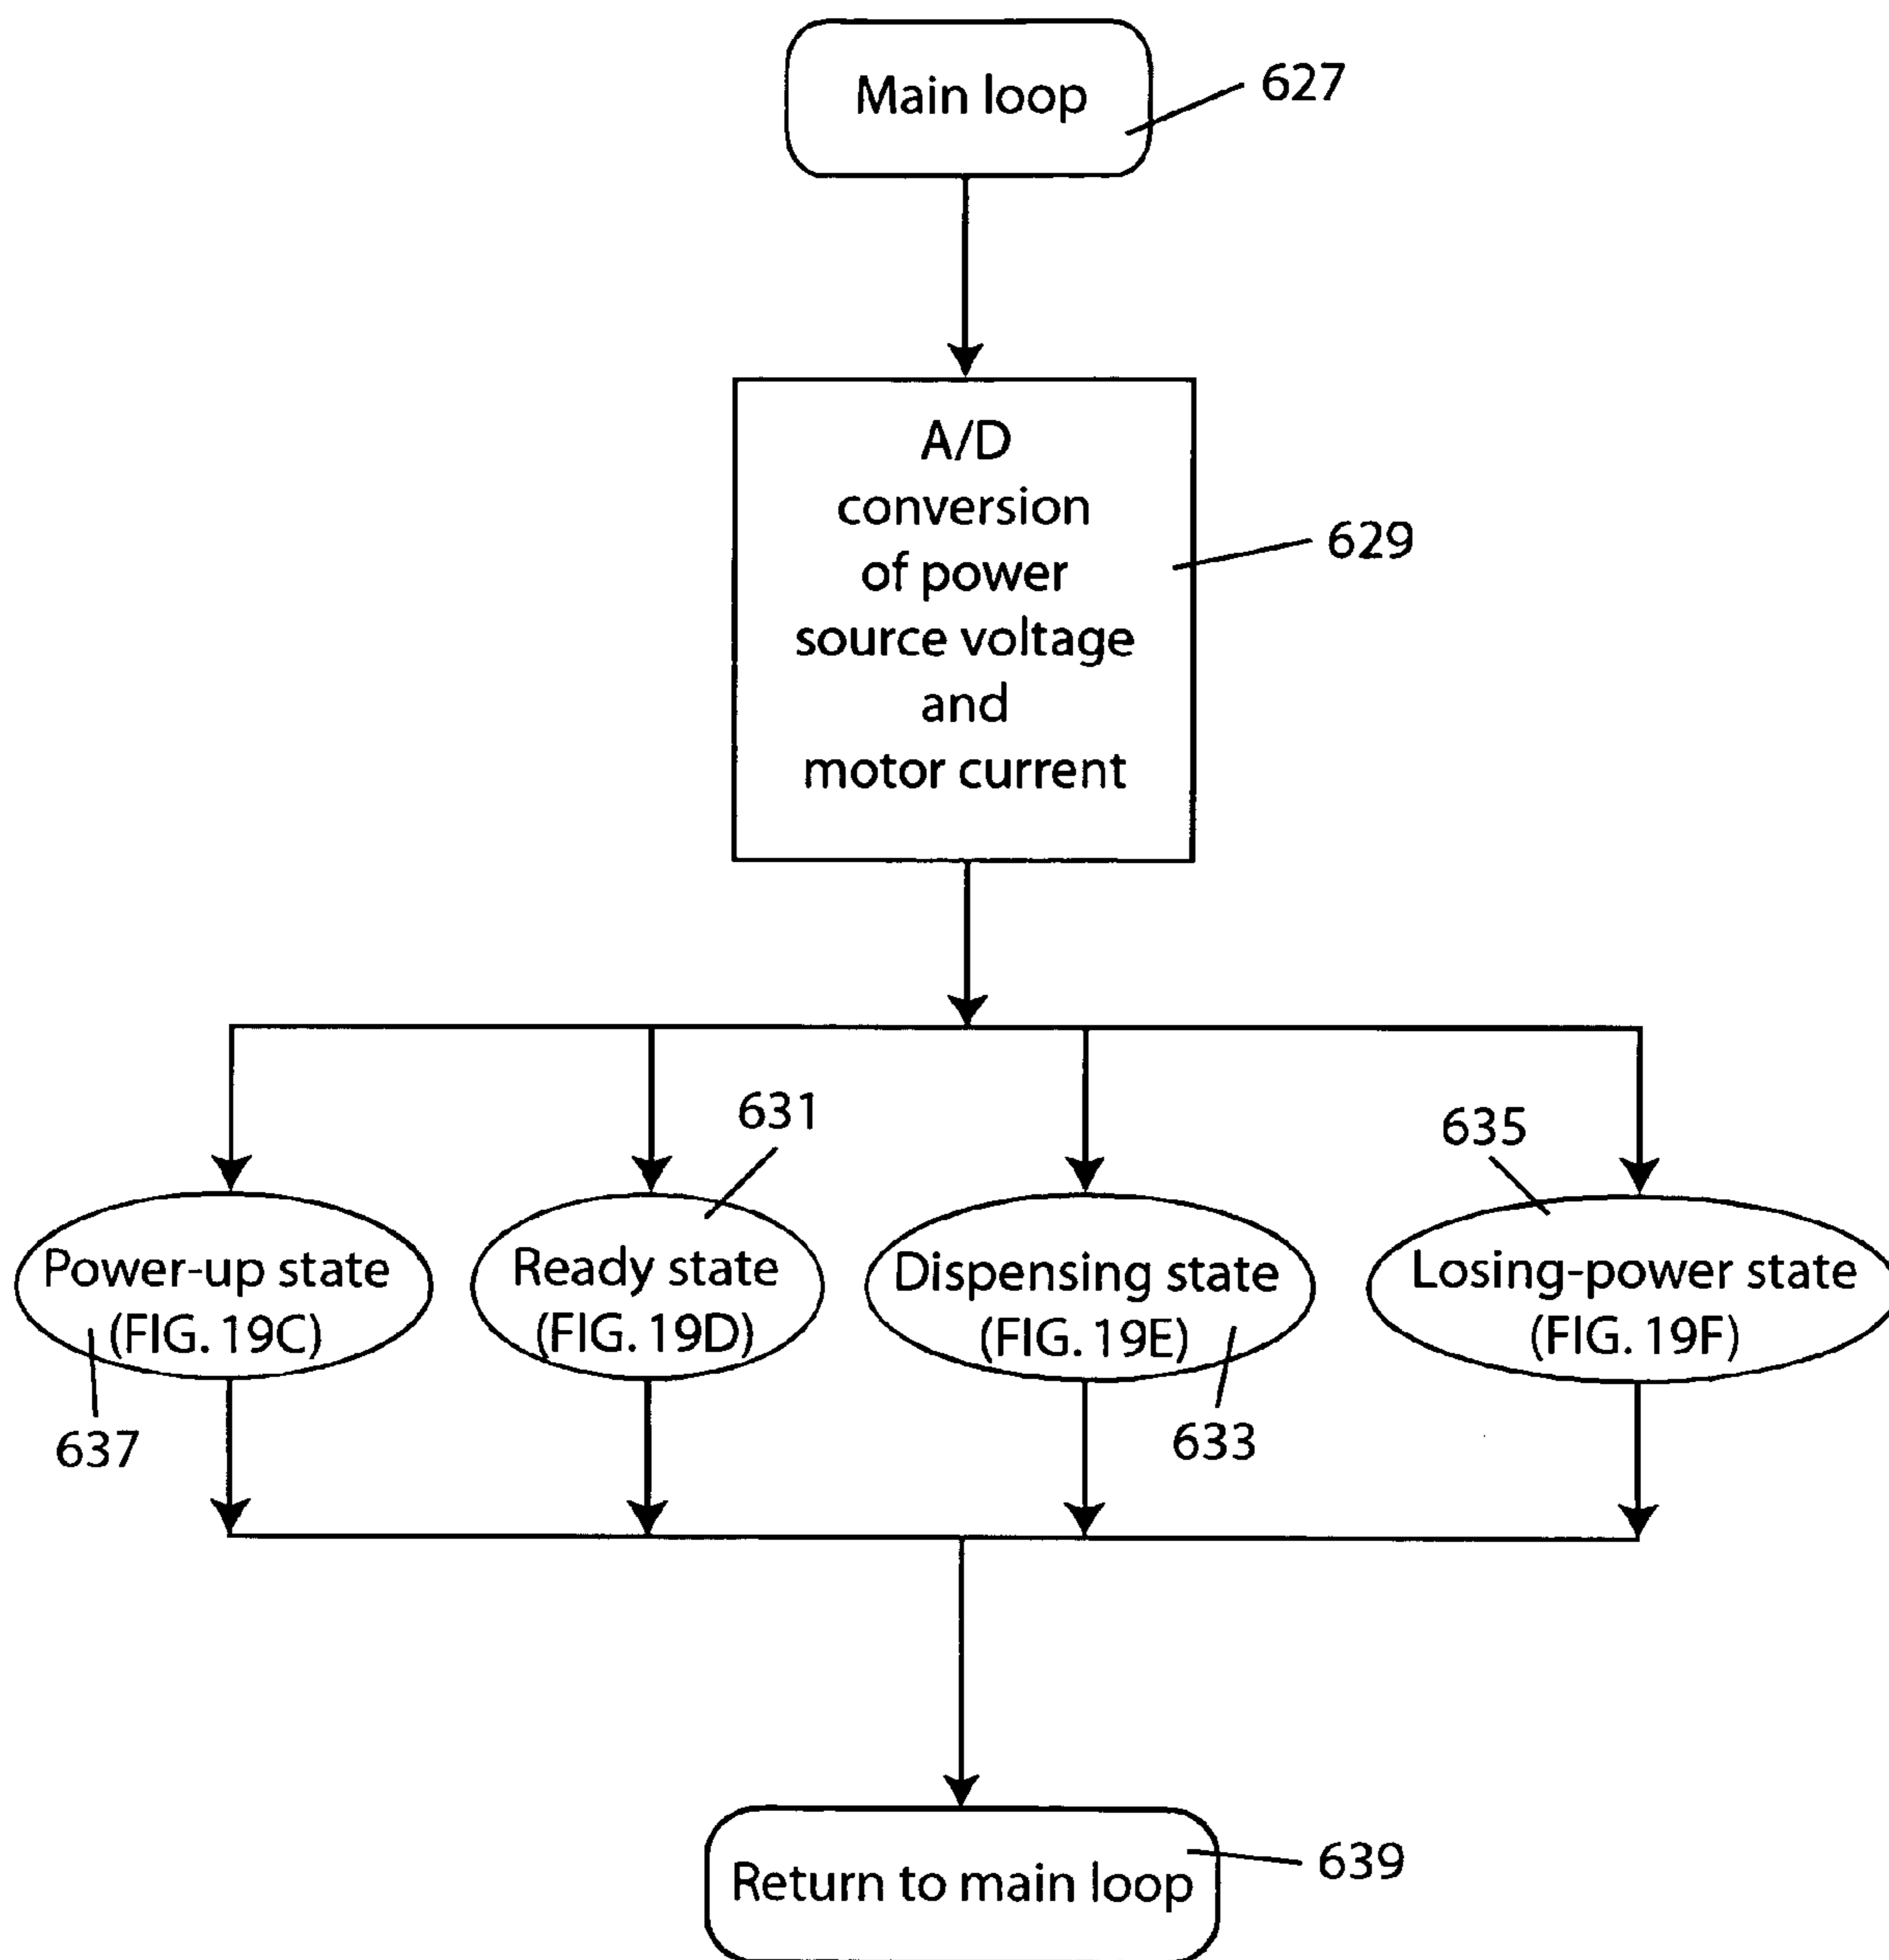 Main loop
627
A/D
conversion
of power
source voltage
and
motor current
629
631
635
Power-up state
(FIG. 19C)
Ready state
(FIG. 19D)
Dispensing state
(FIG. 19E)
Losing-power state
(FIG. 19F)
637
633
Return to main loop
639